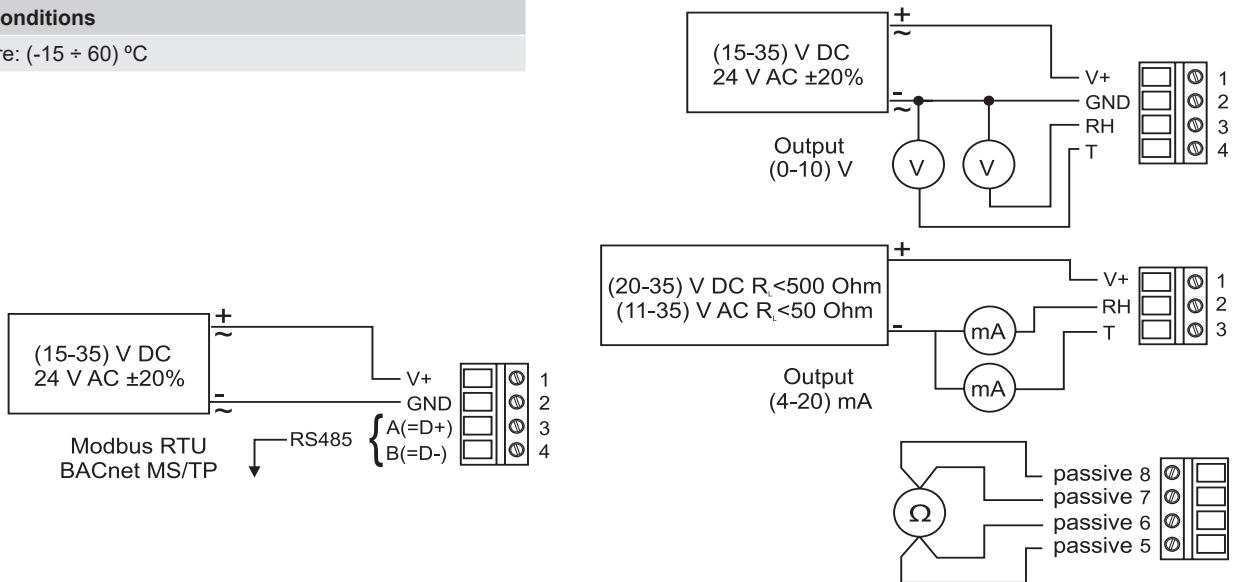 onditions
re: (-15 ÷ 60) ºC
(15-35) V DC
24 V AC ±20%
+
~
-
~
V+
GND
RH
T
1
2
3
4
Output
(0-10) V
V
V
(20-35) V DC RL<500 Ohm
(11-35) V AC RL<50 Ohm
+
-
V+
RH
T
1
2
3
mA
mA
Output
(4-20) mA
(15-35) V DC
24 V AC ±20%
+
~
-
~
V+
GND
A(=D+)
B(=D-)
1
2
3
4
Modbus RTU
BACnet MS/TP
RS485 {
Ω
passive 8
passive 7
passive 6
passive 5